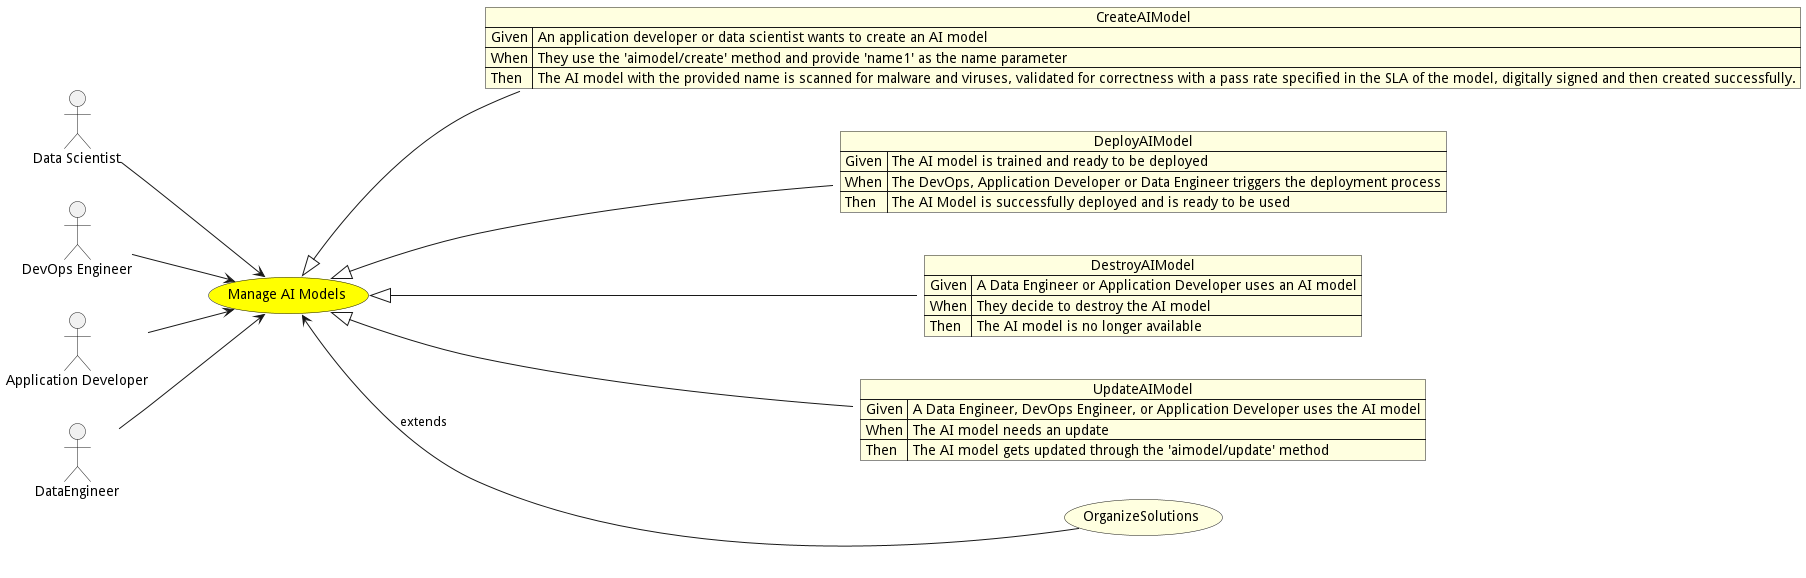 CreateAIModel
Given An application developer or data scientist wants to create an AI model
When They use the 'aimodel/create' method and provide 'name1' as the name parameter
Then The AI model with the provided name is scanned for malware and viruses, validated for correctness with a pass rate specified in the SLA of the model, digitally signed and then created successfully.
Data Scientist
DevOps Engineer
Application Developer
DataEngineer
Manage AI Models
DeployAIModel
Given The AI model is trained and ready to be deployed
When The DevOps, Application Developer or Data Engineer triggers the deployment process
Then The AI Model is successfully deployed and is ready to be used
DestroyAIModel
Given A Data Engineer or Application Developer uses an AI model
When They decide to destroy the AI model
Then The AI model is no longer available
UpdateAIModel
Given A Data Engineer, DevOps Engineer, or Application Developer uses the AI model
When The AI model needs an update
Then The AI model gets updated through the 'aimodel/update' method
extends
OrganizeSolutions